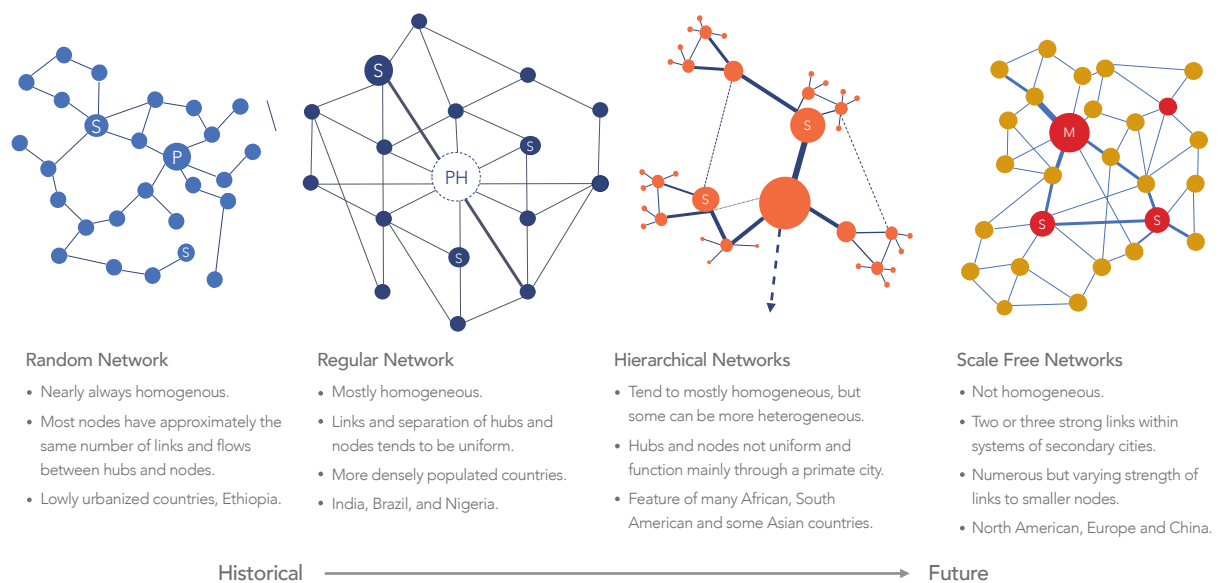 S
P
S
S
S
PH
S
S
S
M
S
S
Random Network
• Nearly always homogenous.
• Most nodes have approximately the
same number of links and flows
between hubs and nodes.
• Lowly urbanized countries, Ethiopia.
Regular Network
• Mostly homogeneous.
• Links and separation of hubs and
nodes tends to be uniform.
• More densely populated countries.
• India, Brazil, and Nigeria.
Hierarchical Networks
• Tend to mostly homogeneous, but
some can be more heterogeneous.
• Hubs and nodes not uniform and
function mainly through a primate city.
• Feature of many African, South
American and some Asian countries.
Scale Free Networks
• Not homogeneous.
• Two or three strong links within
systems of secondary cities.
• Numerous but varying strength of
links to smaller nodes.
• North American, Europe and China.
Historical
Future